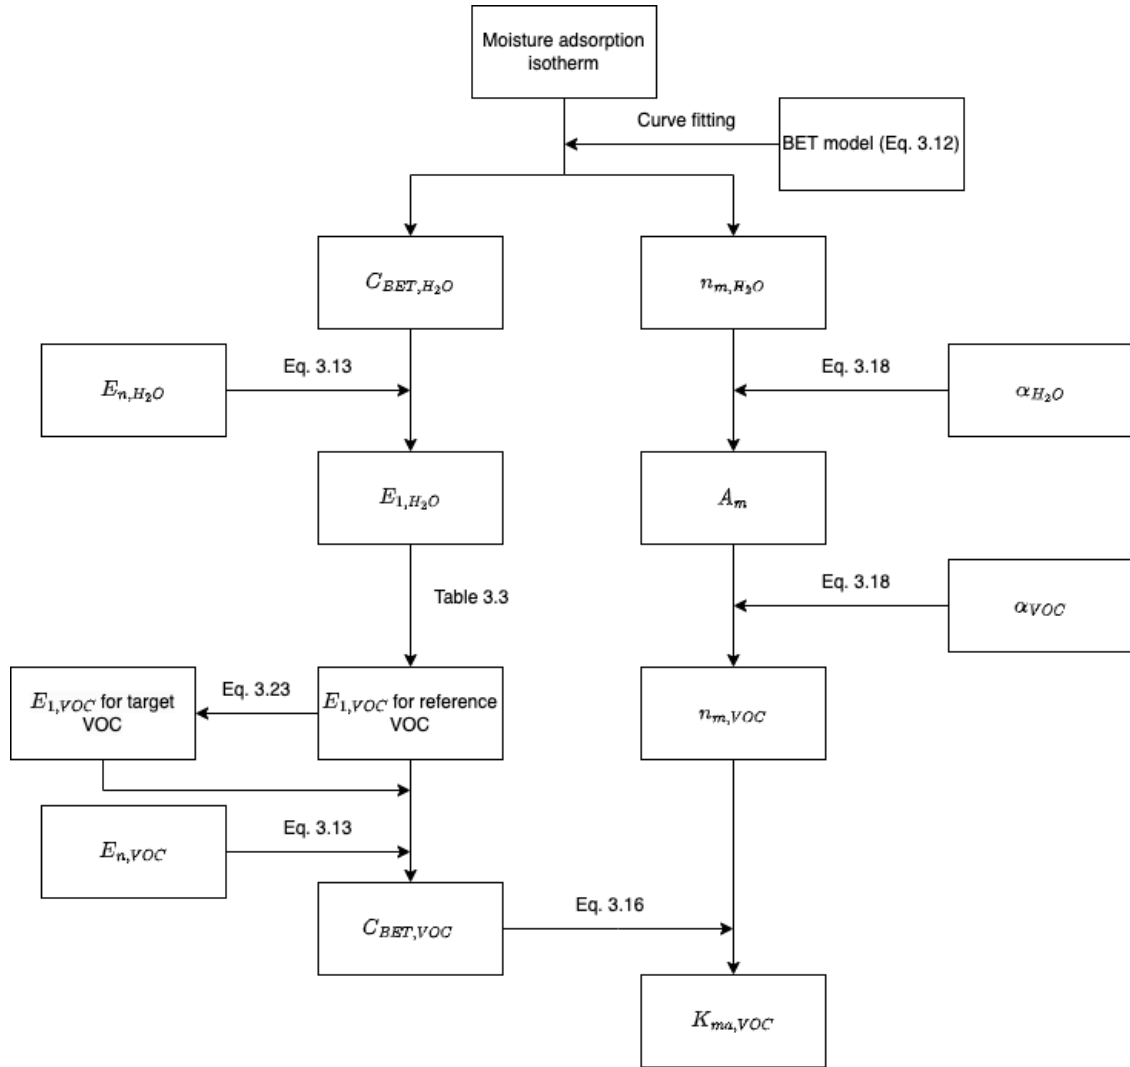 Moisture adsorption
isotherm
Curve fitting
BET model (Eq. 3.12)
C_{BET,H_2O}
n_{m,H_2O}
E_{n,H_2O}
Eq. 3.13
Eq. 3.18
α_{H_2O}
E_{1,H_2O}
A_m
Table 3.3
Eq. 3.18
α_{VOC}
E_{1,VOC} for target
VOC
Eq. 3.23
E_{1,VOC} for reference
VOC
n_{m,VOC}
E_{n,VOC}
Eq. 3.13
C_{BET,VOC}
Eq. 3.16
K_{ma,VOC}